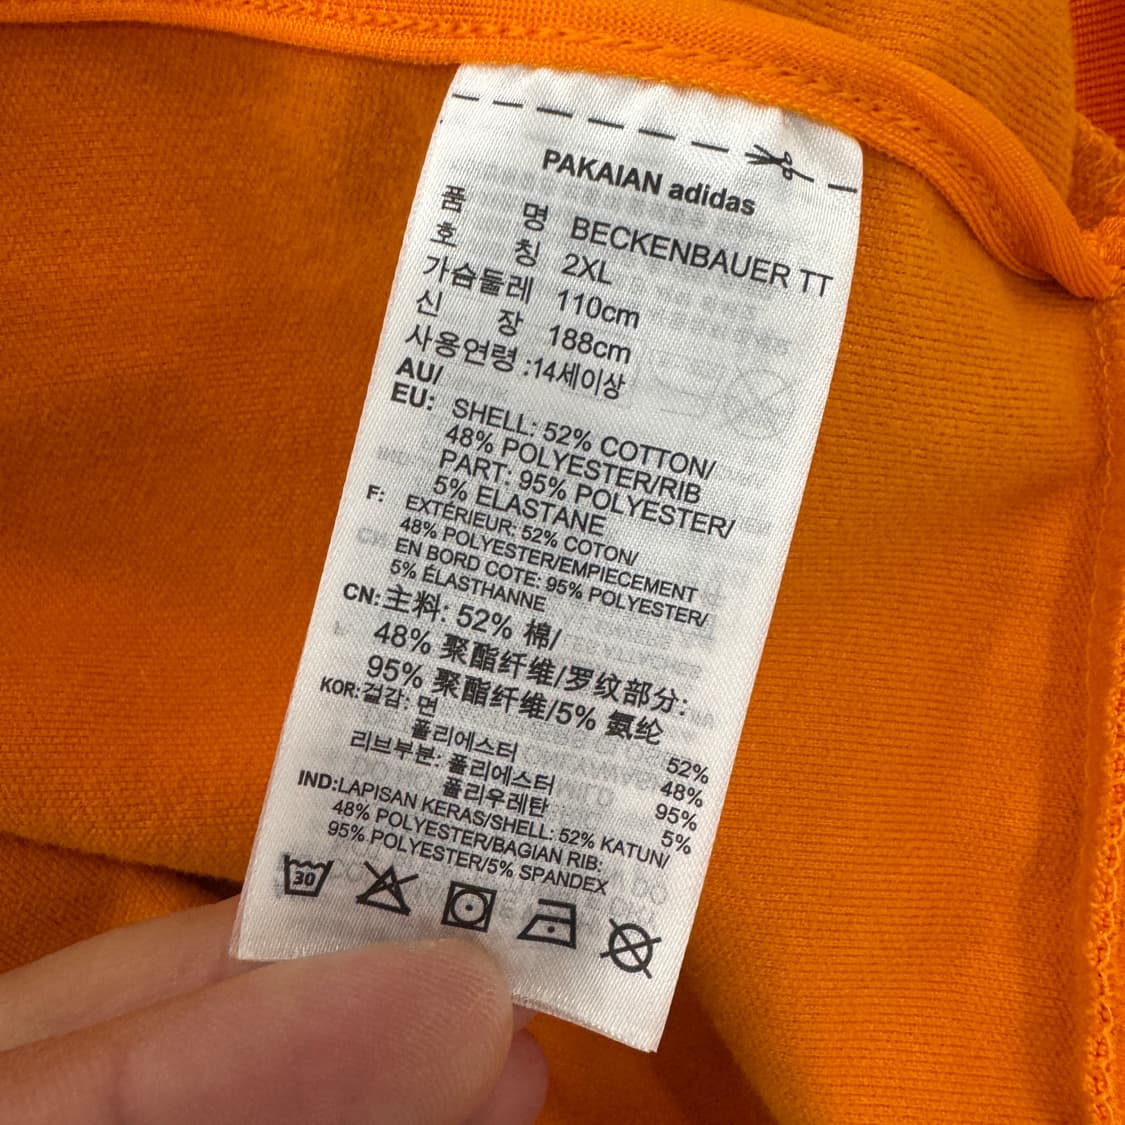 PAKAIAN adidas
품 명 BECKENBAUER TT
호 칭 2XL
가슴둘레 110cm
신 장 188cm
사용연령 :14세이상
AU/
EU: SHELL: 52% COTTON/
48% POLYESTER/RIB
PART: 95% POLYESTER/
5% ELASTANE
F: EXTÉRIEUR: 52% COTON/
48% POLYESTER/EMPIECEMENT
EN BORD COTE: 95% POLYESTER/
5% ÉLASTHANNE
CN: 主料: 52% 棉/
48% 聚酯纤维/罗纹部分:
95% 聚酯纤维/5% 氨纶
KOR:겉감: 면 52%
폴리에스터 48%
리브부분: 폴리에스터 95%
폴리우레탄 5%
IND:LAPISAN KERAS/SHELL: 52% KATUN/
48% POLYESTER/BAGIAN RIB:
95% POLYESTER/5% SPANDEX
30